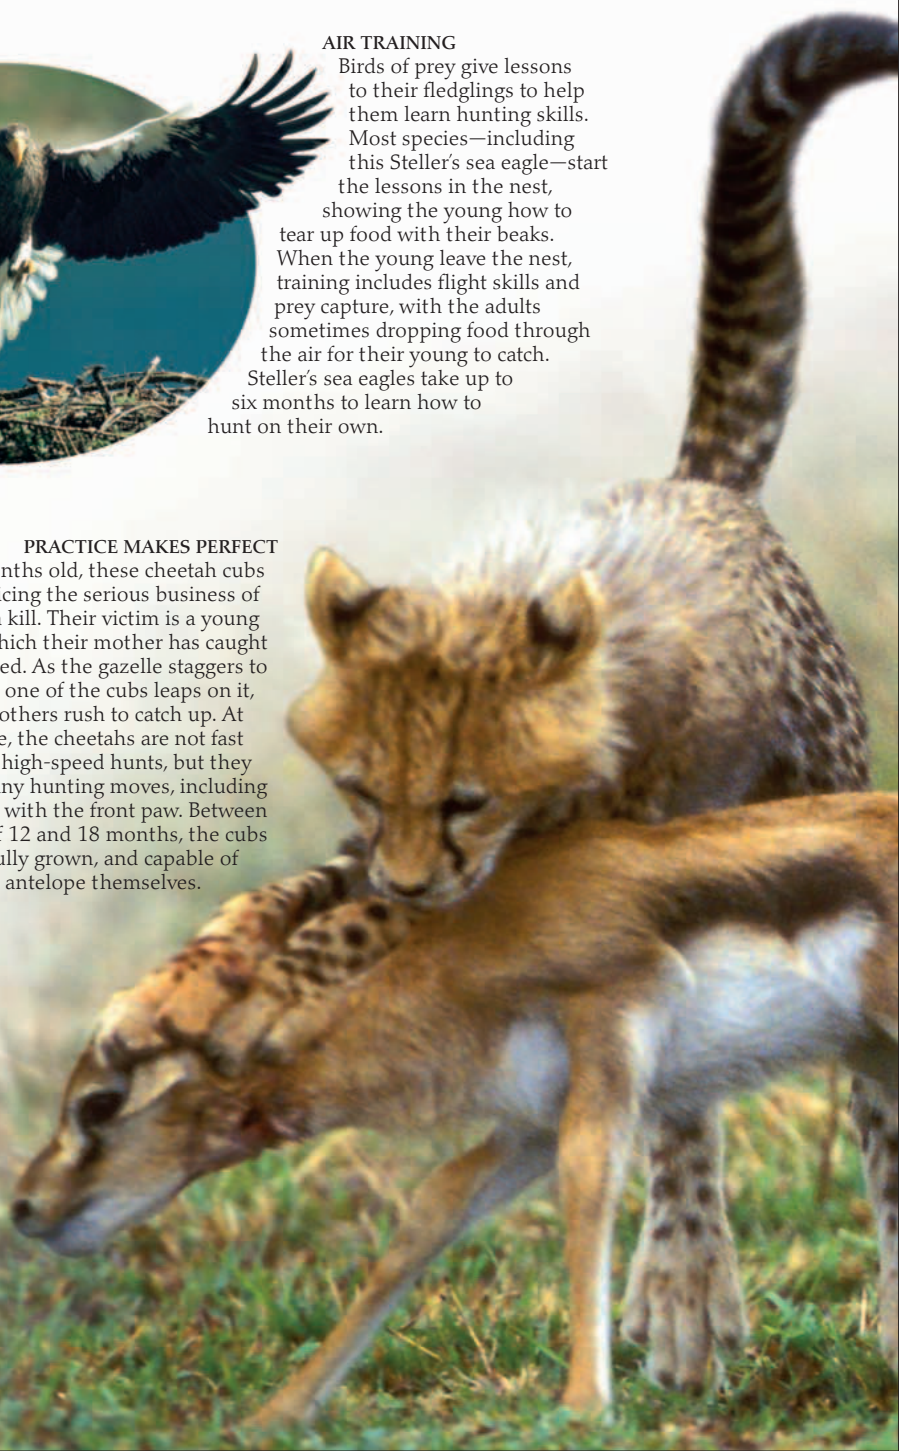 AIR TRAINING
Birds of prey give lessons
to their fledglings to help
them learn hunting skills.
Most species—including
this Steller's sea eagle—start
the lessons in the nest,
showing the young how to
tear up food with their beaks.
When the young leave the nest,
training includes flight skills and
prey capture, with the adults
sometimes dropping food through
the air for their young to catch.
Steller's sea eagles take up to
six months to learn how to
hunt on their own.
PRACTICE MAKES PERFECT
nths old, these cheetah cubs
cing the serious business of
kill. Their victim is a young
hich their mother has caught
ed. As the gazelle staggers to
one of the cubs leaps on it,
others rush to catch up. At
e, the cheetahs are not fast
high-speed hunts, but they
ny hunting moves, including
with the front paw. Between
f 12 and 18 months, the cubs
ully grown, and capable of
antelope themselves.